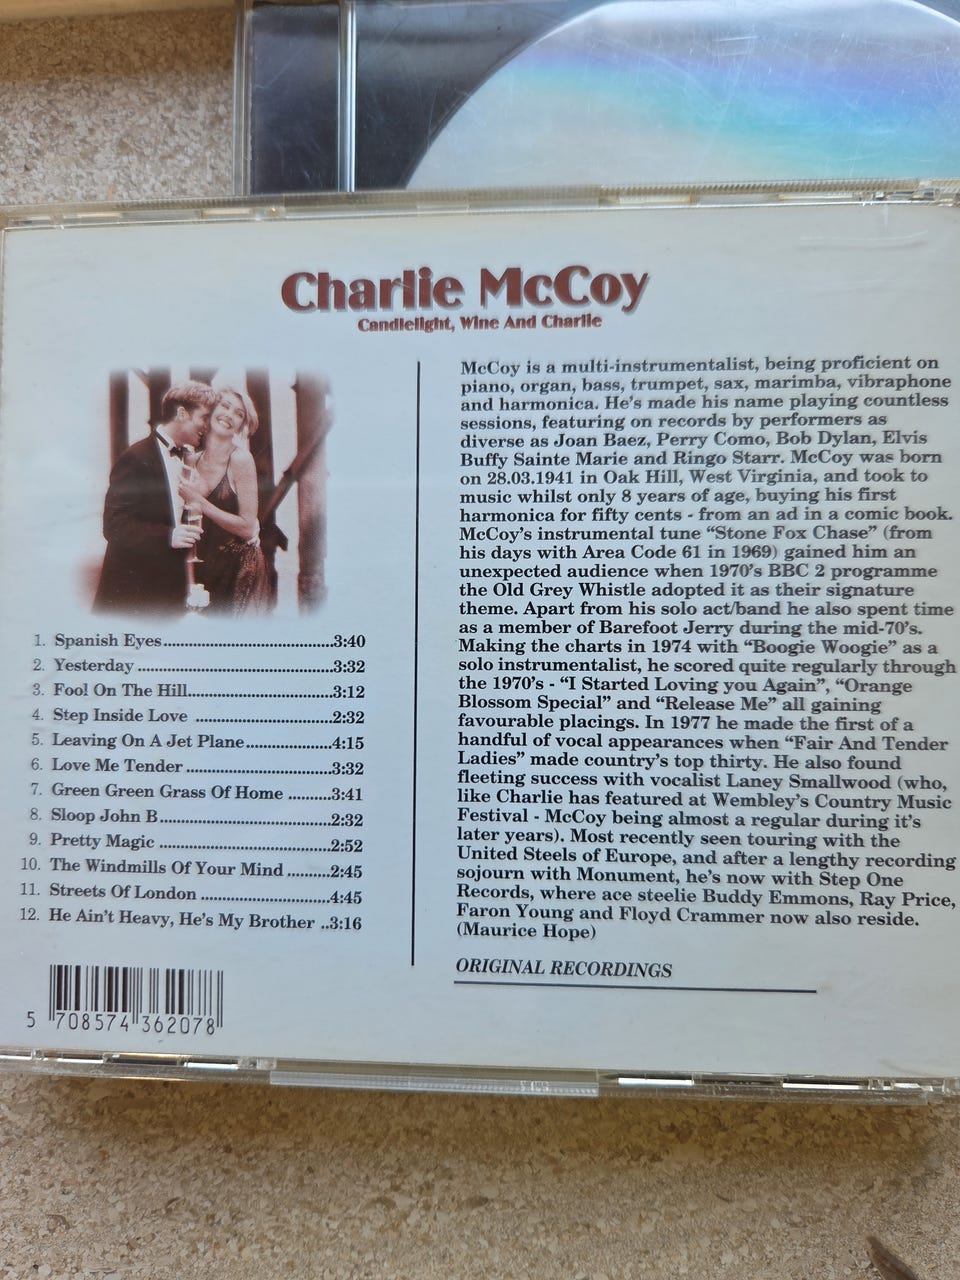 Charlie McCoy
Candlelight, Wine And Charlie
1. Spanish Eyes..............................3:40
2. Yesterday ..................................3:32
3. Fool On The Hill.........................3:12
4. Step Inside Love ........................2:32
5. Leaving On A Jet Plane...............4:15
6. Love Me Tender .........................3:32
7. Green Green Grass Of Home .........3:41
8. Sloop John B..............................2:32
9. Pretty Magic ..............................2:52
10. The Windmills Of Your Mind .........2:45
11. Streets Of London ......................4:45
12. He Ain't Heavy, He's My Brother ..3:16
5 708574 362078
McCoy is a multi-instrumentalist, being proficient on
piano, organ, bass, trumpet, sax, marimba, vibraphone
and harmonica. He's made his name playing countless
sessions, featuring on records by performers as
diverse as Joan Baez, Perry Como, Bob Dylan, Elvis
Buffy Sainte Marie and Ringo Starr. McCoy was born
on 28.03.1941 in Oak Hill, West Virginia, and took to
music whilst only 8 years of age, buying his first
harmonica for fifty cents - from an ad in a comic book.
McCoy's instrumental tune "Stone Fox Chase" (from
his days with Area Code 61 in 1969) gained him an
unexpected audience when 1970's BBC 2 programme
the Old Grey Whistle adopted it as their signature
theme. Apart from his solo act/band he also spent time
as a member of Barefoot Jerry during the mid-70's.
Making the charts in 1974 with "Boogie Woogie" as a
solo instrumentalist, he scored quite regularly through
the 1970's - "I Started Loving you Again", "Orange
Blossom Special" and "Release Me" all gaining
favourable placings. In 1977 he made the first of a
handful of vocal appearances when "Fair And Tender
Ladies" made country's top thirty. He also found
fleeting success with vocalist Laney Smallwood (who,
like Charlie has featured at Wembley's Country Music
Festival - McCoy being almost a regular during it's
later years). Most recently seen touring with the
United Steels of Europe, and after a lengthy recording
sojourn with Monument, he's now with Step One
Records, where ace steelie Buddy Emmons, Ray Price,
Faron Young and Floyd Crammer now also reside.
(Maurice Hope)
ORIGINAL RECORDINGS